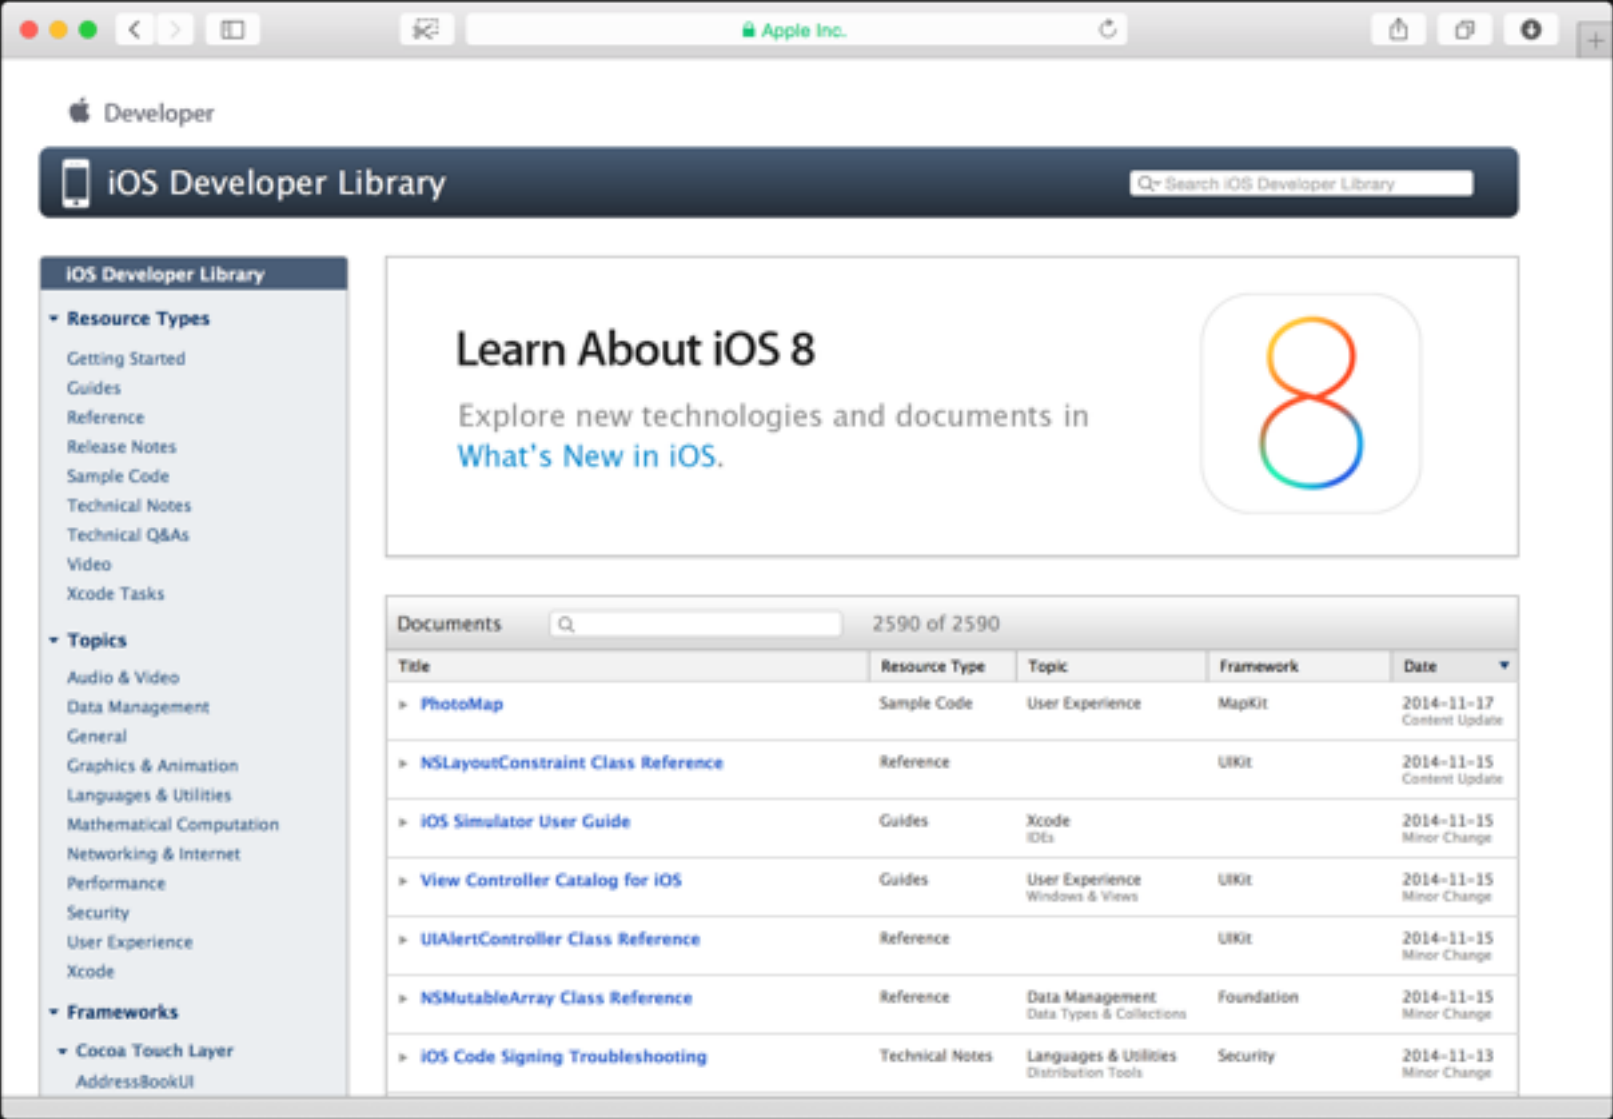 Apple Inc.
Developer
iOS Developer Library
Search iOS Developer Library
iOS Developer Library
Resource Types
Getting Started
Guides
Reference
Release Notes
Sample Code
Technical Notes
Technical Q&As
Video
Xcode Tasks
Topics
Audio & Video
Data Management
General
Graphics & Animation
Languages & Utilities
Mathematical Computation
Networking & Internet
Performance
Security
User Experience
Xcode
Frameworks
Cocoa Touch Layer
AddressBookUI
Learn About iOS 8
Explore new technologies and documents in
What's New in iOS.
8
Documents 2590 of 2590
Title Resource Type Topic Framework Date
PhotoMap Sample Code User Experience MapKit 2014-11-17
Content Update
NSLayoutConstraint Class Reference Reference UIKit 2014-11-15
Content Update
iOS Simulator User Guide Guides Xcode 2014-11-15
IDEs Minor Change
View Controller Catalog for iOS Guides User Experience UIKit 2014-11-15
Windows & Views Minor Change
UIAlertController Class Reference Reference UIKit 2014-11-15
Minor Change
NSMutableArray Class Reference Reference Data Management Foundation 2014-11-15
Data Types & Collections Minor Change
iOS Code Signing Troubleshooting Technical Notes Languages & Utilities Security 2014-11-13
Distribution Tools Minor Change